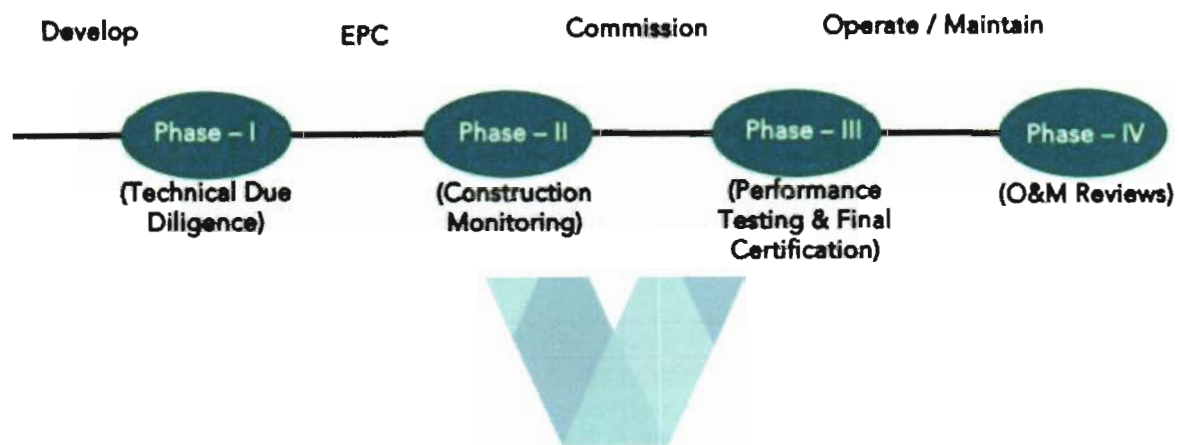 Develop EPC Commission Operate / Maintain
Phase – I Phase – II Phase – III Phase – IV
(Technical Due
Diligence)
(Construction
Monitoring)
(Performance
Testing & Final
Certification)
(O&M Reviews)